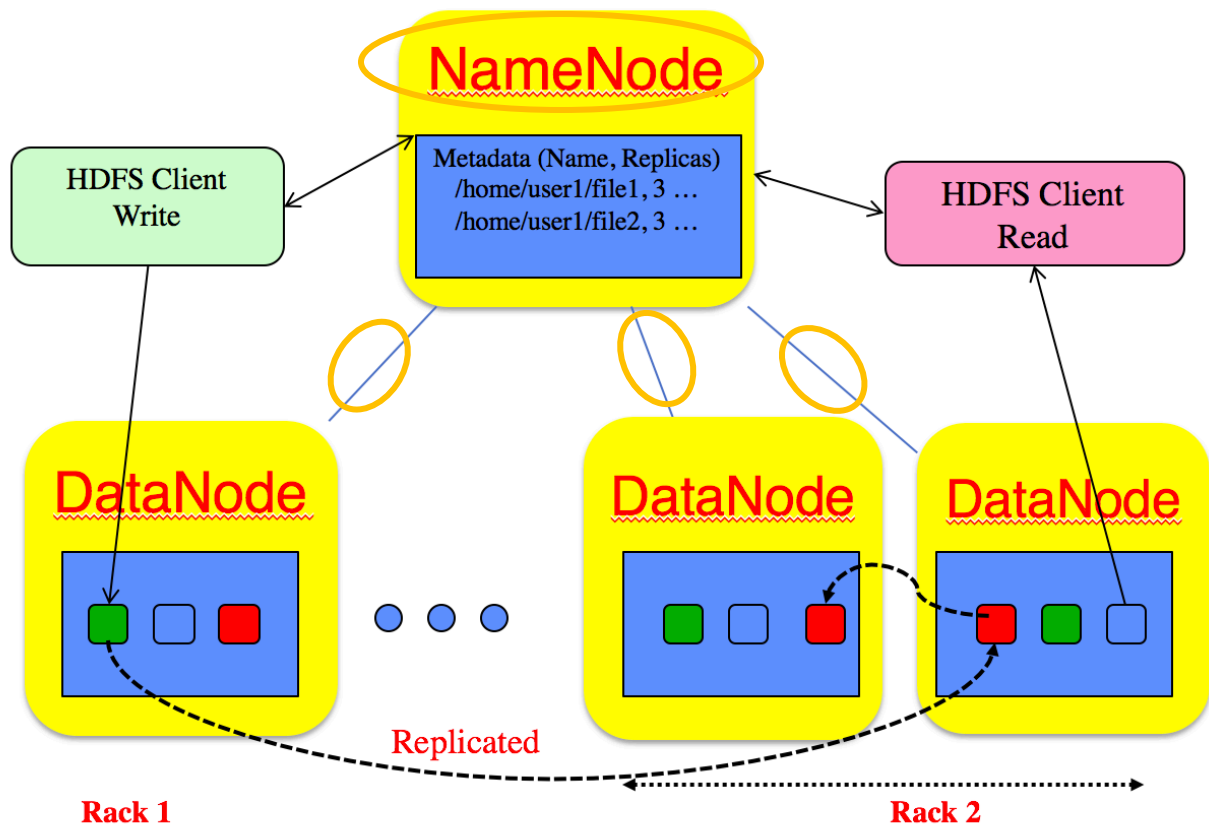 NameNode
Metadata (Name, Replicas)
/home/user1/file1, 3 ...
/home/user1/file2, 3 ...
HDFS Client
Write
HDFS Client
Read
DataNode
DataNode
DataNode
Replicated
Rack 1
Rack 2